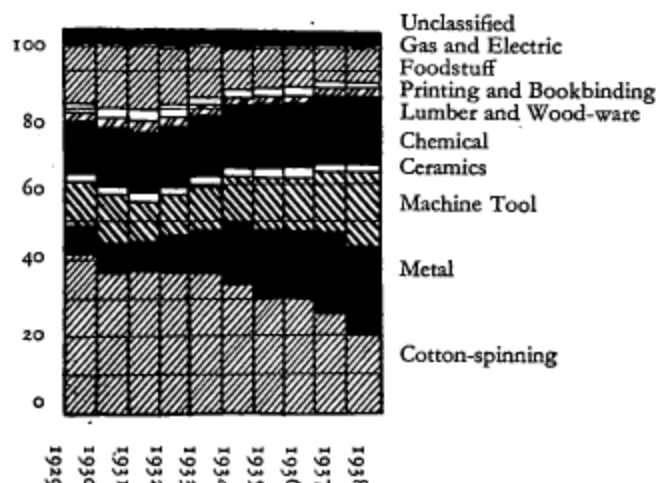 Unclassified
100
Gas and Electric
Foodstuff
Printing and Bookbinding
Lumber and Wood-ware
80
Chemical
Ceramics
60
Machine Tool
40
Metal
20
Cotton-spinning
0
1929
1930
1931
1932
1933
1934
1935
1936
1937
1938